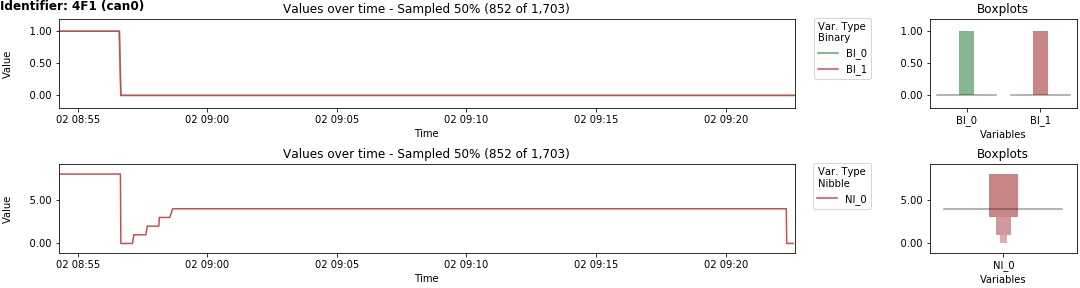 Identifier: 4F1 (can0)
Values over time - Sampled 50% (852 of 1,703)
Boxplots
Value
1.00
0.50
0.00
02 08:55
02 09:00
02 09:05
02 09:10
02 09:15
02 09:20
Time
Var. Type
Binary
BI_0
BI_1
1.00
0.50
0.00
BI_0
BI_1
Variables
Values over time - Sampled 50% (852 of 1,703)
Boxplots
Value
5.00
0.00
02 08:55
02 09:00
02 09:05
02 09:10
02 09:15
02 09:20
Time
Var. Type
Nibble
NI_0
5.00
0.00
NI_0
Variables